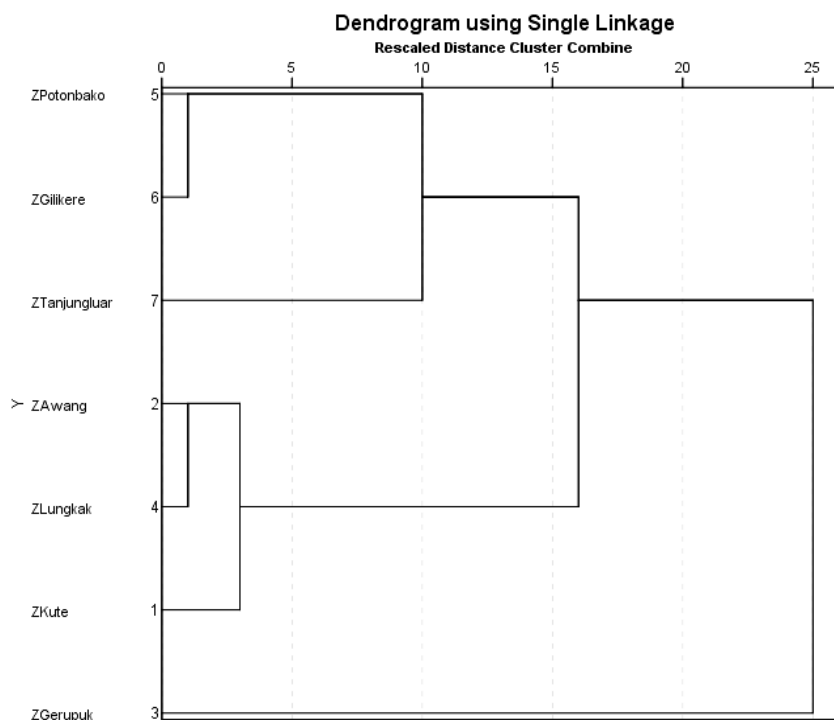 Dendrogram using Single Linkage
Rescaled Distance Cluster Combine
0 5 10 15 20 25
ZPotonbako 5
ZGilikere 6
ZTanjungluar 7
Y
ZAwang 2
ZLungkak 4
ZKute 1
ZGerupuk 3